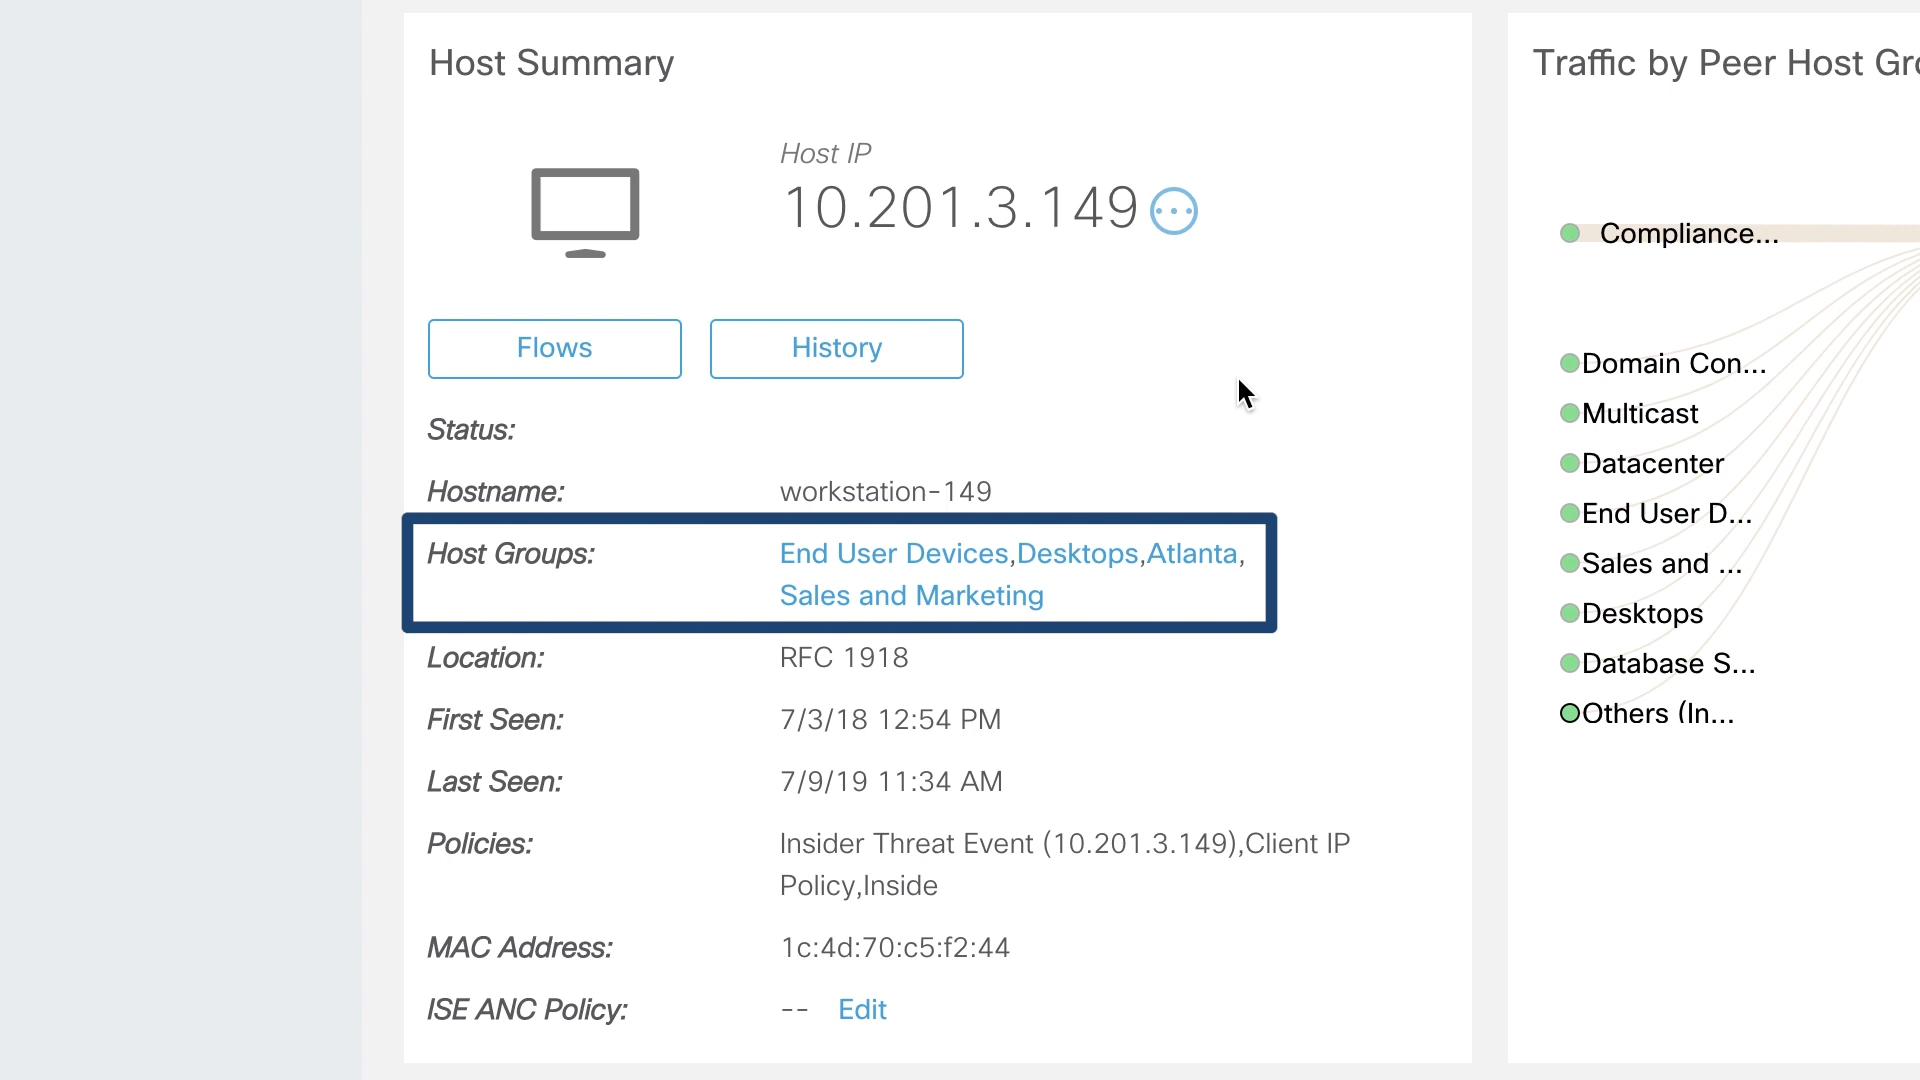 Host Summary
Host IP
10.201.3.149
Flows
History
Status:
Hostname: workstation-149
Host Groups: End User Devices,Desktops,Atlanta,
Sales and Marketing
Location: RFC 1918
First Seen: 7/3/18 12:54 PM
Last Seen: 7/9/19 11:34 AM
Policies: Insider Threat Event (10.201.3.149),Client IP
Policy,Inside
MAC Address: 1c:4d:70:c5:f2:44
ISE ANC Policy: -- Edit
Traffic by Peer Host
Compliance...
Domain Con...
Multicast
Datacenter
End User D...
Sales and ...
Desktops
Database S...
Others (In...